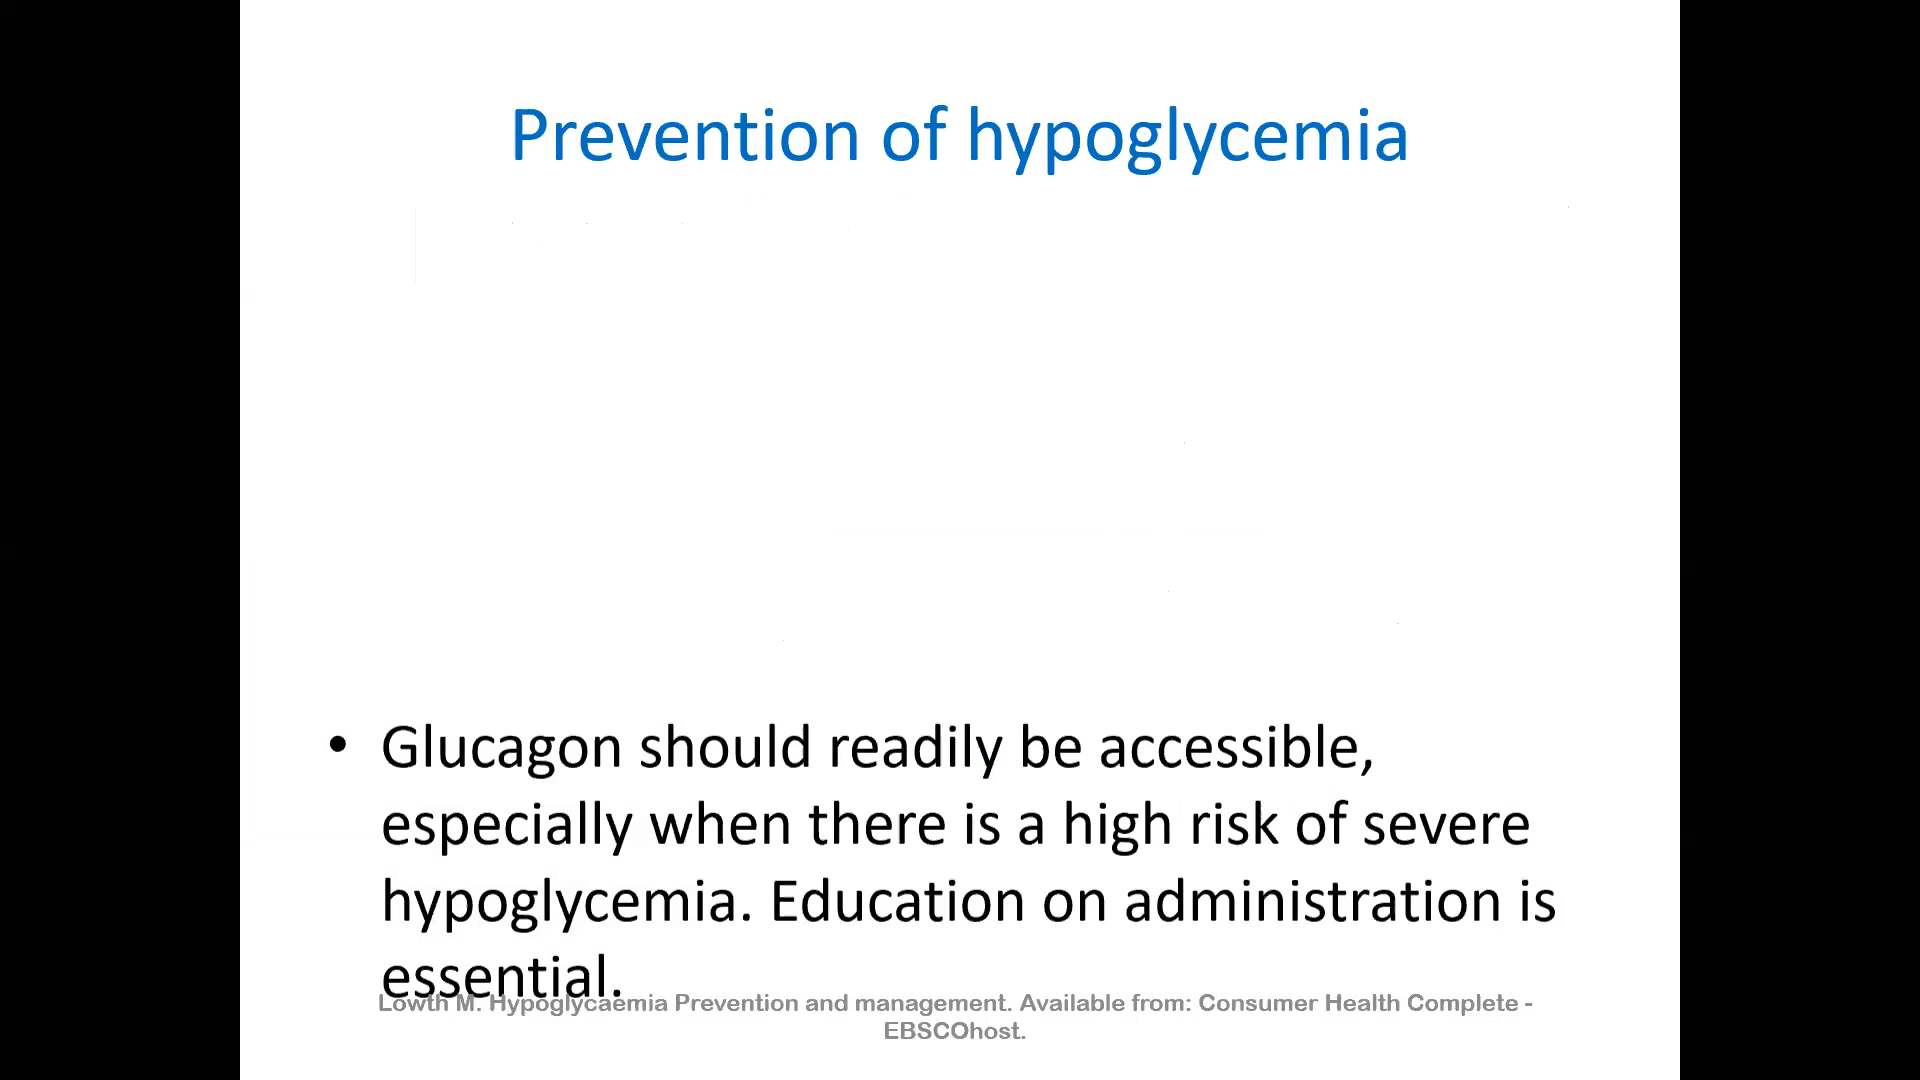 Prevention of hypoglycemia
• Glucagon should readily be accessible,
especially when there is a high risk of severe
hypoglycemia. Education on administration is
essential.
Lowth M. Hypoglycaemia Prevention and management. Available from: Consumer Health Complete -
EBSCOhost.